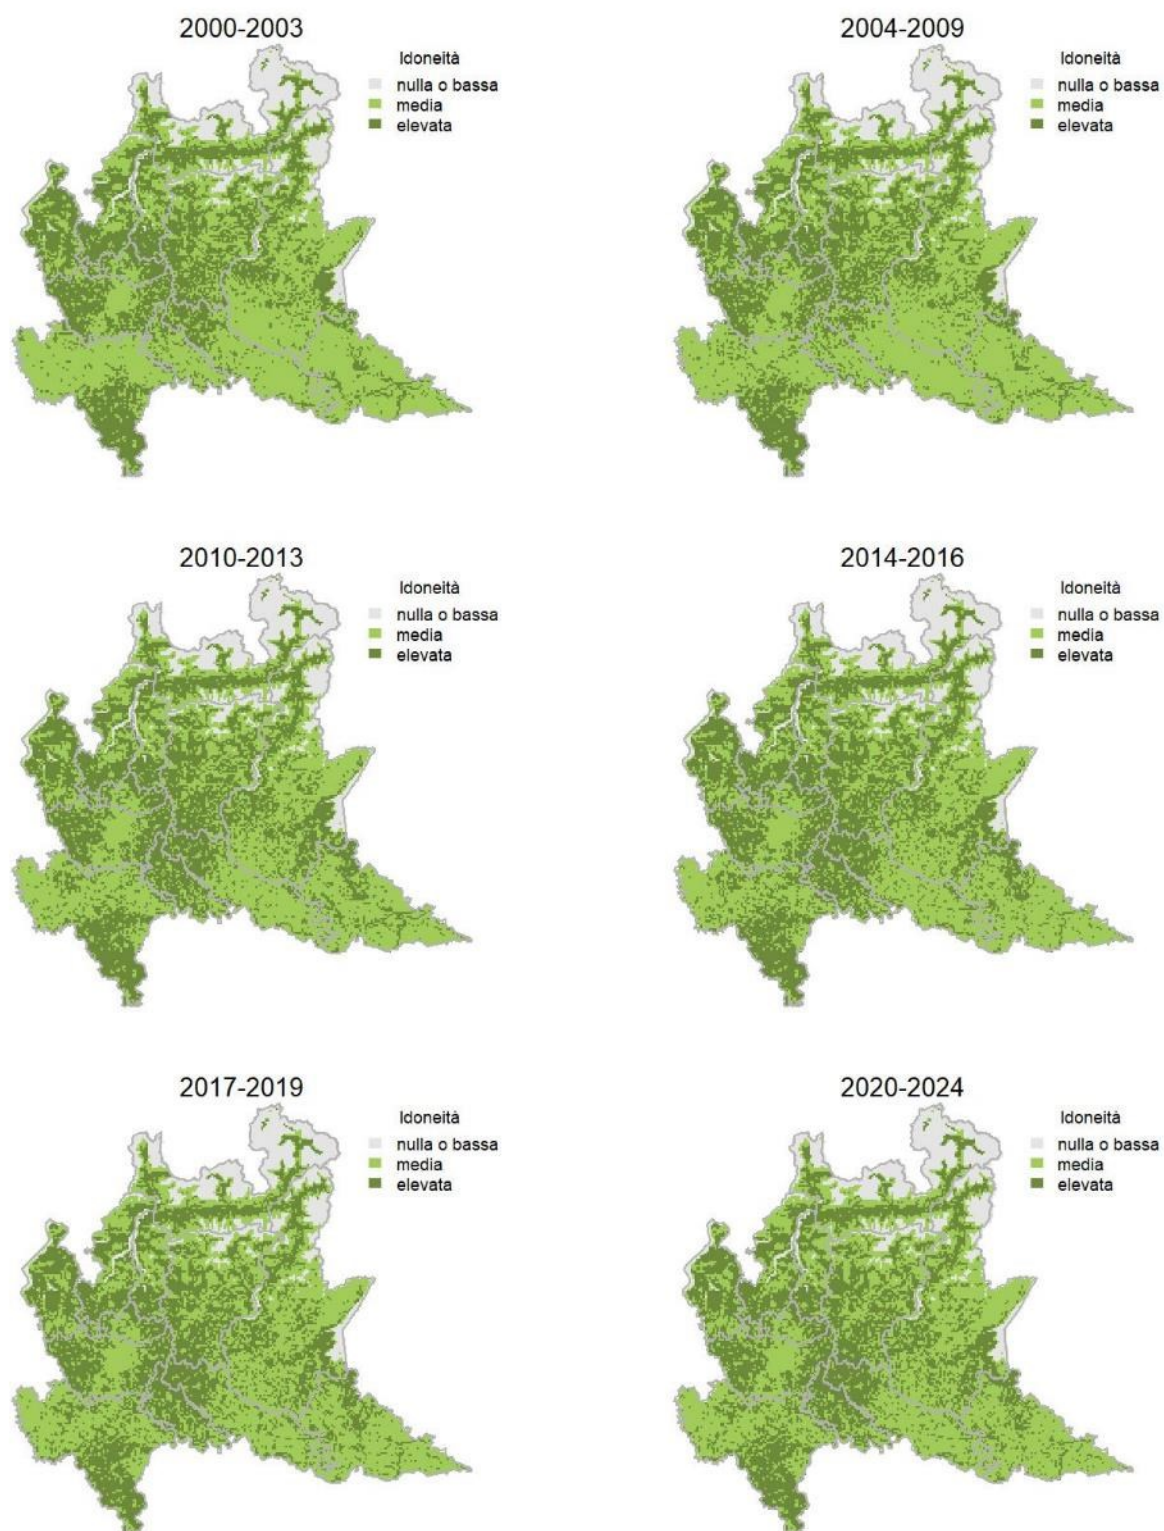 2000-2003
Idoneità
nulla o bassa
media
elevata
2004-2009
Idoneità
nulla o bassa
media
elevata
2010-2013
Idoneità
nulla o bassa
media
elevata
2014-2016
Idoneità
nulla o bassa
media
elevata
2017-2019
Idoneità
nulla o bassa
media
elevata
2020-2024
Idoneità
nulla o bassa
media
elevata